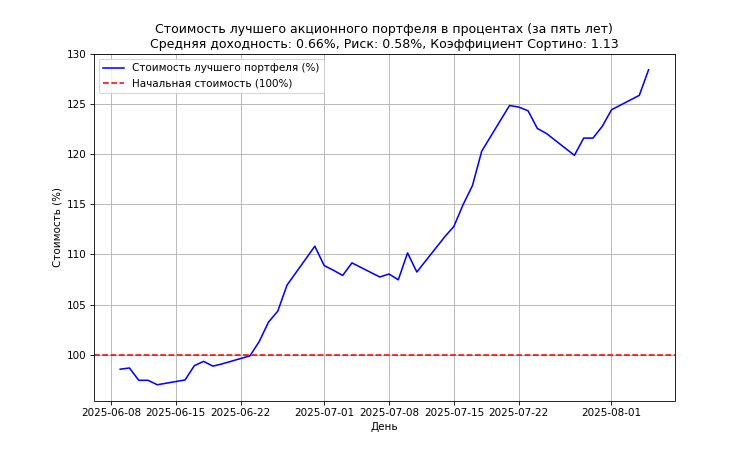 Стоимость лучшего акционного портфеля в процентах (за пять лет)
Средняя доходность: 0.66%, Риск: 0.58%, Коэффициент Сортино: 1.13
Стоимость лучшего портфеля (%)
Начальная стоимость (100%)
Стоимость (%)
130
125
120
115
110
105
100
2025-06-08 2025-06-15 2025-06-22 2025-07-01 2025-07-08 2025-07-15 2025-07-22 2025-08-01
День